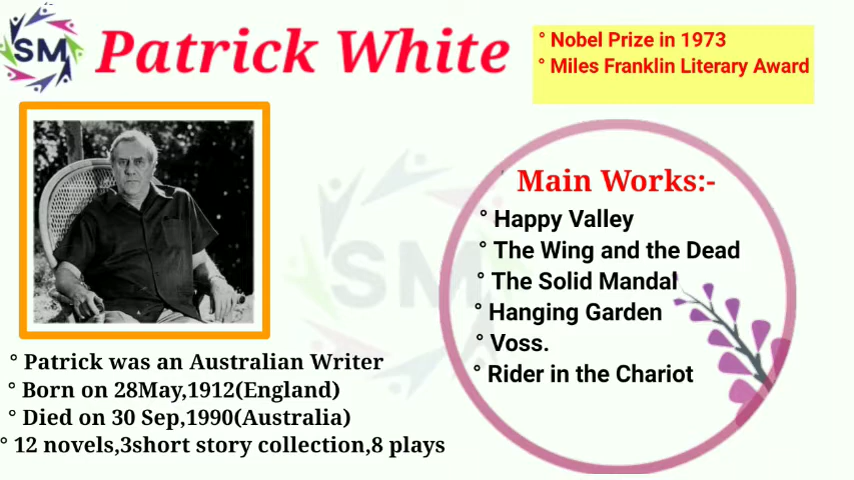 SM
Patrick White
° Nobel Prize in 1973
° Miles Franklin Literary Award
Main Works:-
° Happy Valley
° The Wing and the Dead
° The Solid Mandal
° Hanging Garden
° Voss.
° Rider in the Chariot
SM
° Patrick was an Australian Writer
° Born on 28May,1912(England)
° Died on 30 Sep,1990(Australia)
° 12 novels,3short story collection,8 plays